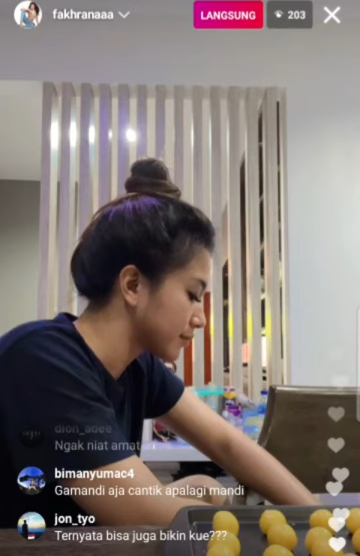 fakhranaaa
LANGSUNG
203
dion_adee
Ngak niat amat
bimanyumac4
Gamandi aja cantik apalagi mandi
jon_tyo
Ternyata bisa juga bikin kue???